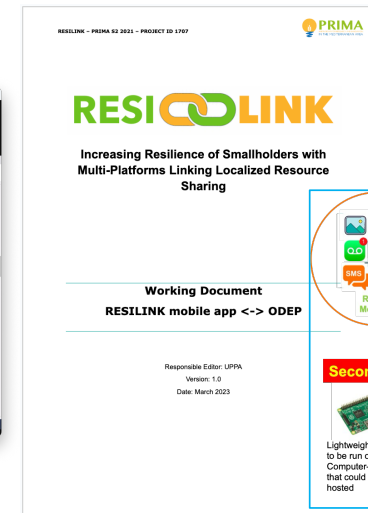 RESILINK – PRIMA S2 2021 – PROJECT ID 1707
PRIMA
RESILINK
Increasing Resilience of Smallholders with
Multi-Platforms Linking Localized Resource
Sharing
SMS
Working Document
RESILINK mobile app <-> ODEP
Responsible Editor: UPPA
Version: 1.0
Date: March 2023
Lightweigh
to be run
Computer-
that could
hosted